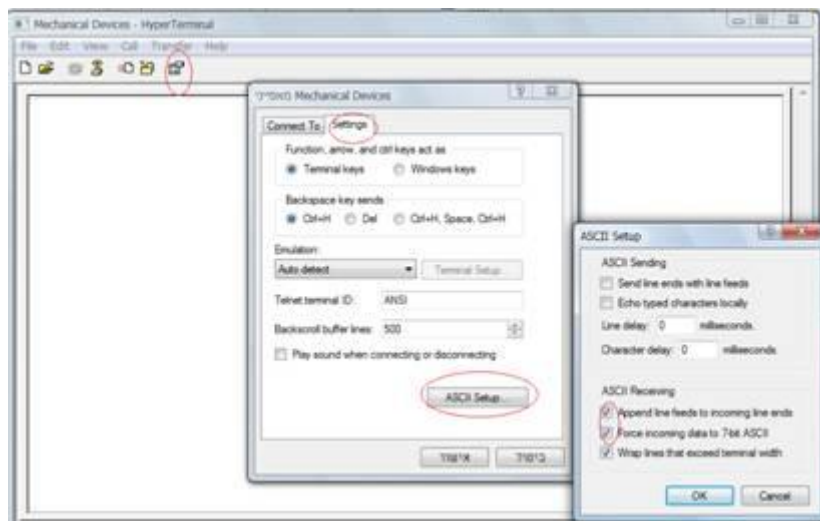 Mechanical Devices - HyperTerminal
File Edit View Call Transfer Help
מאפייני Mechanical Devices
Connect To Settings
Function, arrow, and ctrl keys act as
Terminal keys Windows keys
Backspace key sends
Ctrl+H Del Ctrl+H, Space, Ctrl+H
Emulation:
Auto detect Terminal Setup...
Telnet terminal ID: ANSI
Backscroll buffer lines: 500
Play sound when connecting or disconnecting
ASCII Setup...
אישור ביטול
ASCII Setup
ASCII Sending
Send line ends with line feeds
Echo typed characters locally
Line delay: 0 milliseconds.
Character delay: 0 milliseconds.
ASCII Receiving
Append line feeds to incoming line ends
Force incoming data to 7-bit ASCII
Wrap lines that exceed terminal width
OK Cancel